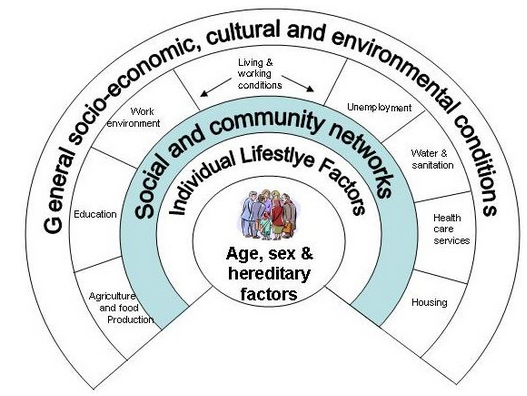 General socio-economic, cultural and environmental conditions
Living &
working
conditions
Work
environment
Unemployment
Social and community networks
Water &
sanitation
Individual Lifestlye Factors
Education
Health
care
services
Age, sex &
hereditary
factors
Agriculture
and food
Production
Housing